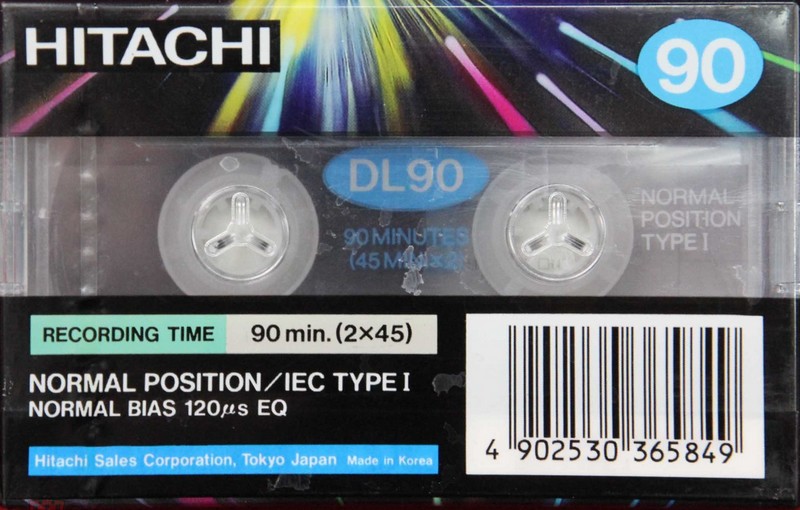 HITACHI
90
DL90
90 MINUTES
(45 MIN×2)
NORMAL
POSITION
TYPE I
RECORDING TIME 90 min. (2×45)
NORMAL POSITION/IEC TYPE I
NORMAL BIAS 120μs EQ
Hitachi Sales Corporation, Tokyo Japan Made in Korea
4 902530 365849